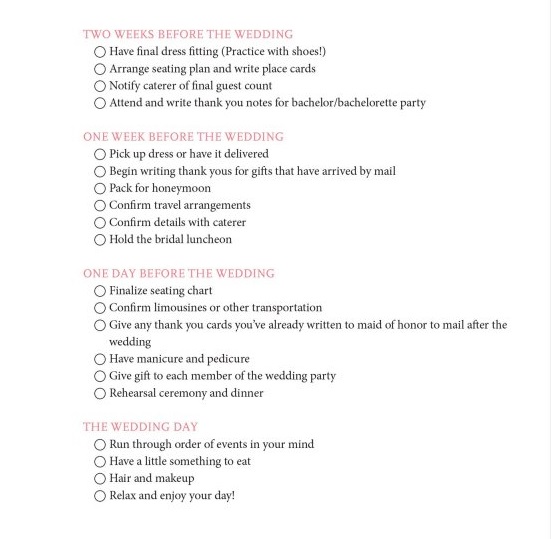 TWO WEEKS BEFORE THE WEDDING
Have final dress fitting (Practice with shoes!)
Arrange seating plan and write place cards
Notify caterer of final guest count
Attend and write thank you notes for bachelor/bachelorette party
ONE WEEK BEFORE THE WEDDING
Pick up dress or have it delivered
Begin writing thank yous for gifts that have arrived by mail
Pack for honeymoon
Confirm travel arrangements
Confirm details with caterer
Hold the bridal luncheon
ONE DAY BEFORE THE WEDDING
Finalize seating chart
Confirm limousines or other transportation
Give any thank you cards you've already written to maid of honor to mail after the
wedding
Have manicure and pedicure
Give gift to each member of the wedding party
Rehearsal ceremony and dinner
THE WEDDING DAY
Run through order of events in your mind
Have a little something to eat
Hair and makeup
Relax and enjoy your day!